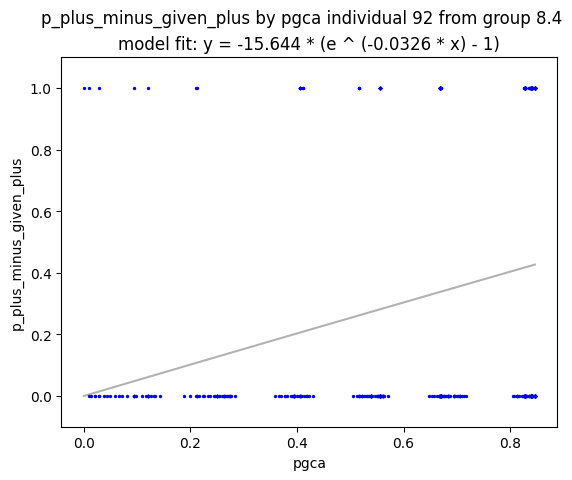 p_plus_minus_given_plus by pgca individual 92 from group 8.4
model fit: y = -15.644 * (e ^ (-0.0326 * x) - 1)
1.0
0.8
0.6
0.4
0.2
0.0
p_plus_minus_given_plus
0.0 0.2 0.4 0.6 0.8
pgca